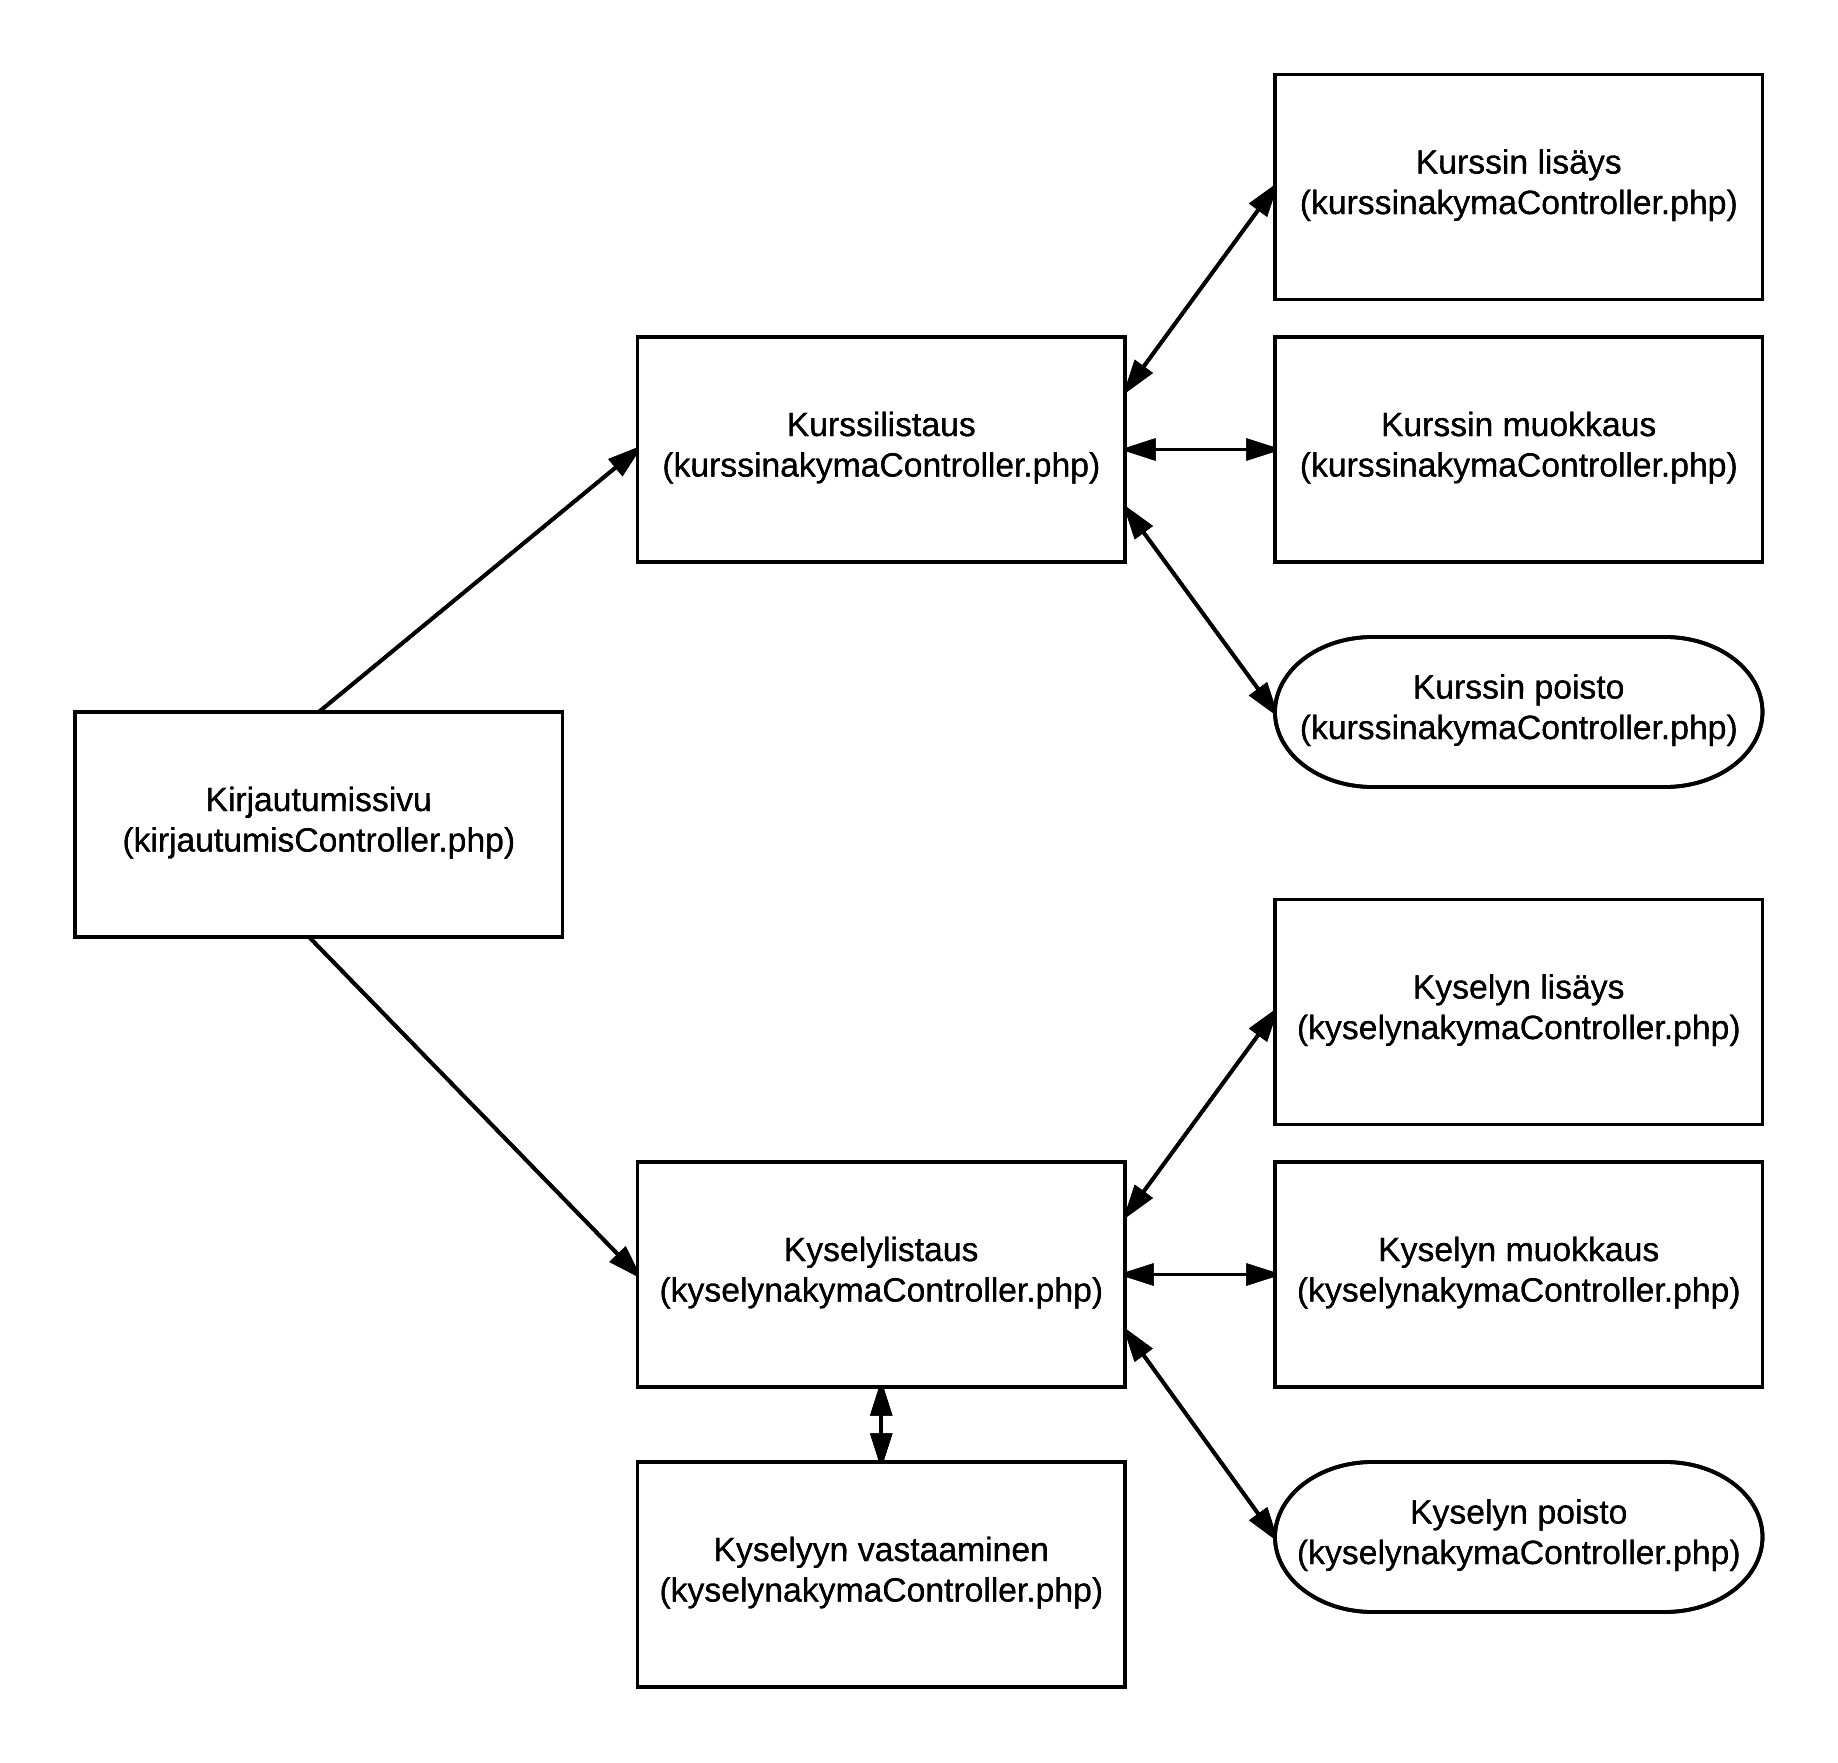 Kurssin lisäys
(kurssinakymaController.php)
Kurssilistaus
(kurssinakymaController.php)
Kurssin muokkaus
(kurssinakymaController.php)
Kurssin poisto
(kurssinakymaController.php)
Kirjautumissivu
(kirjautumisController.php)
Kyselyn lisäys
(kyselynakymaController.php)
Kyselylistaus
(kyselynakymaController.php)
Kyselyn muokkaus
(kyselynakymaController.php)
Kyselyn poisto
(kyselynakymaController.php)
Kyselyyn vastaaminen
(kyselynakymaController.php)